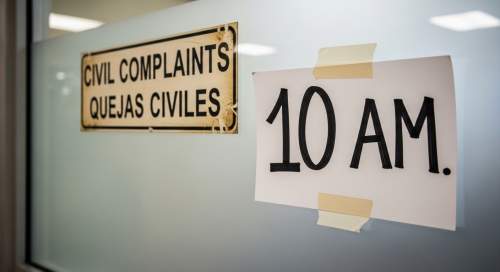 CIVIL COMPLAINTS
QUEJAS CIVILES
10 AM.